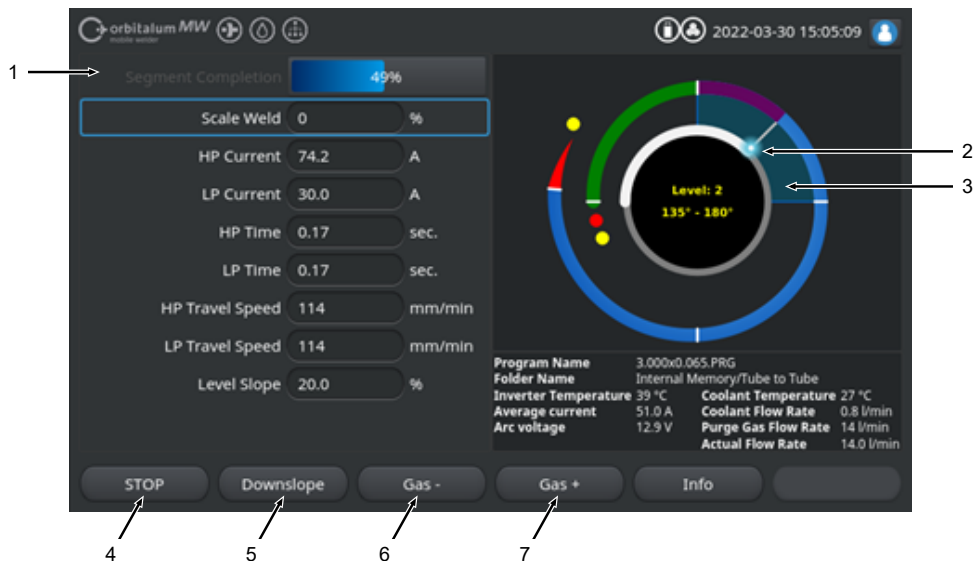 orbitalum MW
mobile welder
2022-03-30 15:05:09
1
Segment Completion 49%
Scale Weld 0 %
HP Current 74.2 A
LP Current 30.0 A
HP Time 0.17 sec.
LP Time 0.17 sec.
HP Travel Speed 114 mm/min
LP Travel Speed 114 mm/min
Level Slope 20.0 %
Level: 2
135° - 180°
2
3
Program Name 3.000x0.065.PRG
Folder Name Internal Memory/Tube to Tube
Inverter Temperature 39 °C Coolant Temperature 27 °C
Average current 51.0 A Coolant Flow Rate 0.8 l/min
Arc voltage 12.9 V Purge Gas Flow Rate 14 l/min
Actual Flow Rate 14.0 l/min
STOP Downslope Gas - Gas + Info
4 5 6 7